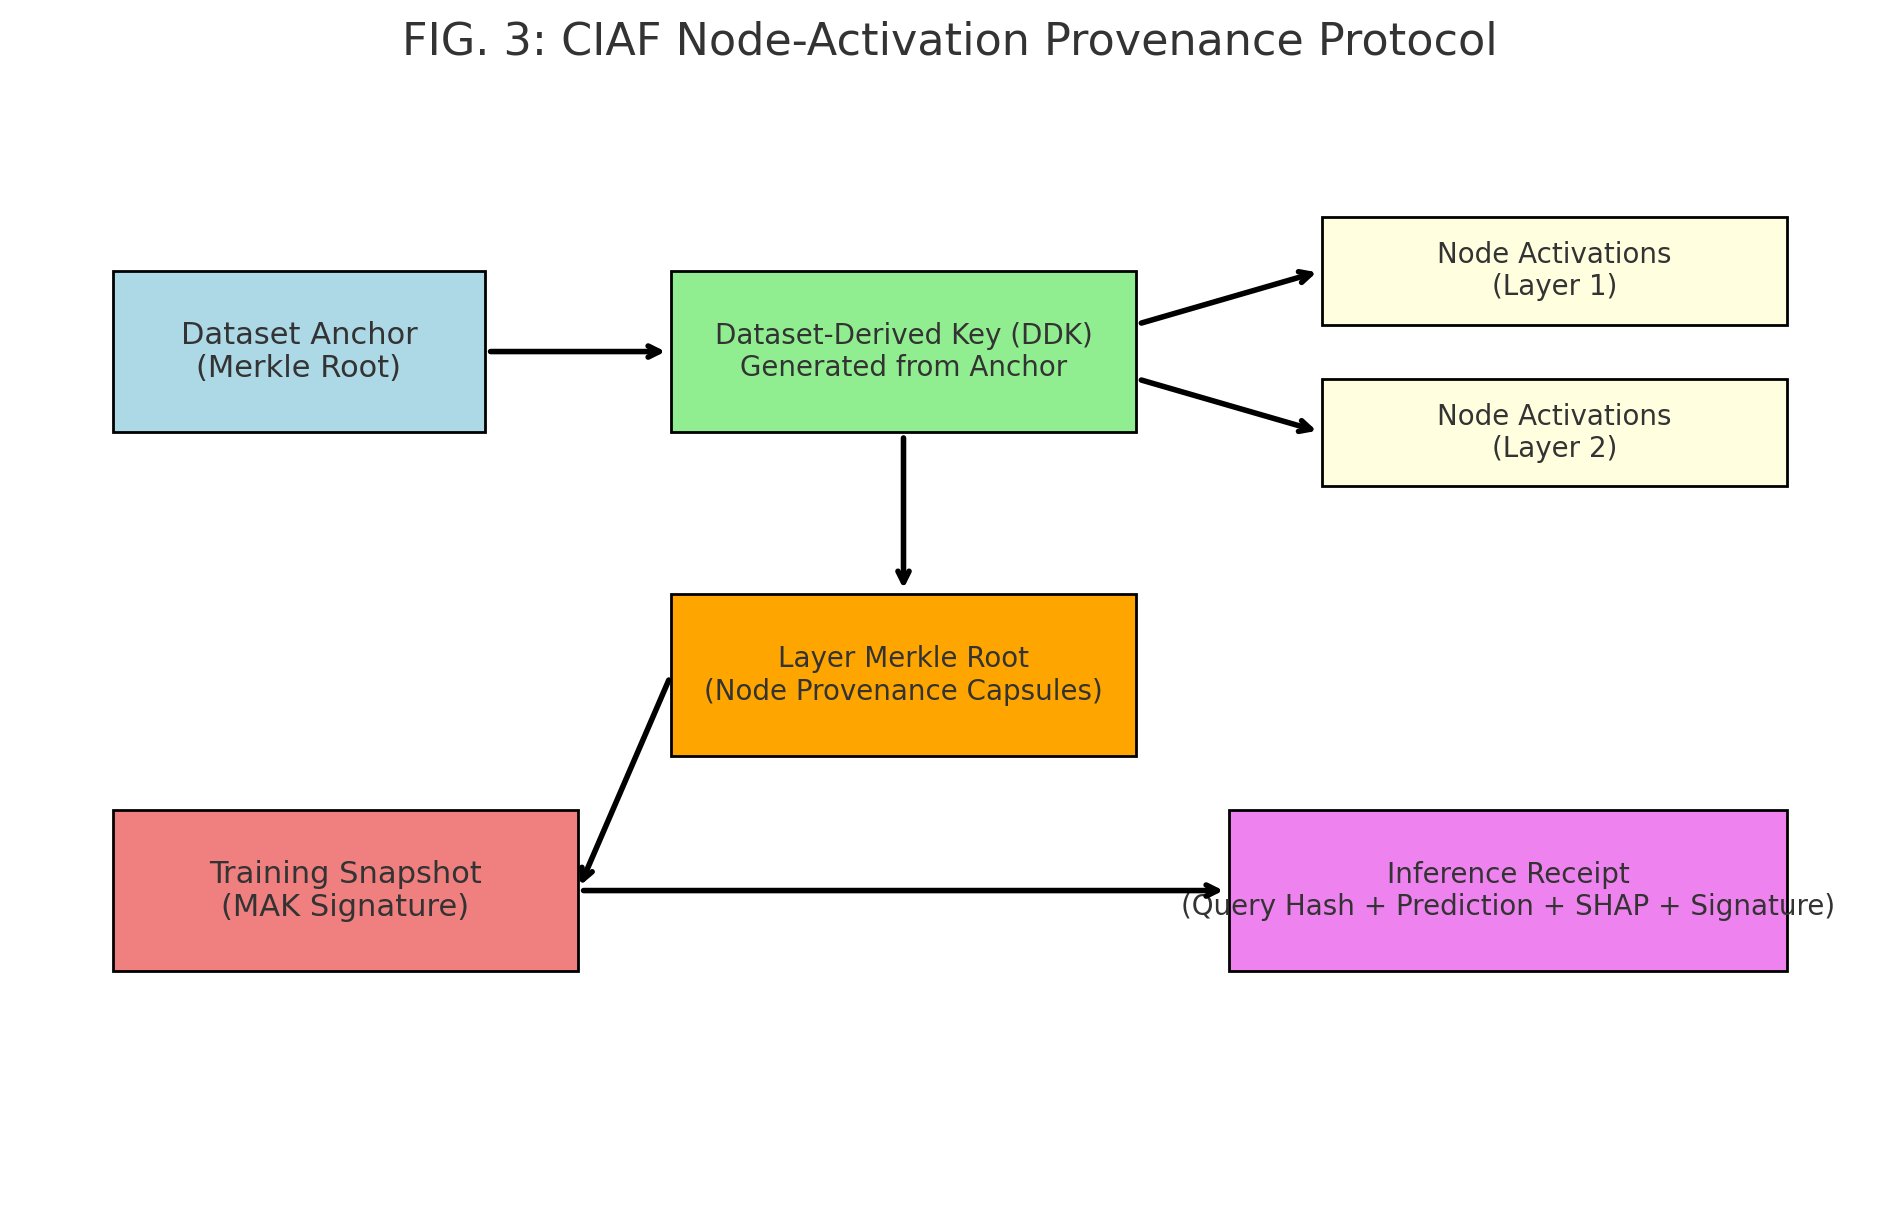 FIG. 3: CIAF Node-Activation Provenance Protocol
Dataset Anchor
(Merkle Root)
Dataset-Derived Key (DDK)
Generated from Anchor
Node Activations
(Layer 1)
Node Activations
(Layer 2)
Layer Merkle Root
(Node Provenance Capsules)
Training Snapshot
(MAK Signature)
Inference Receipt
(Query Hash + Prediction + SHAP + Signature)